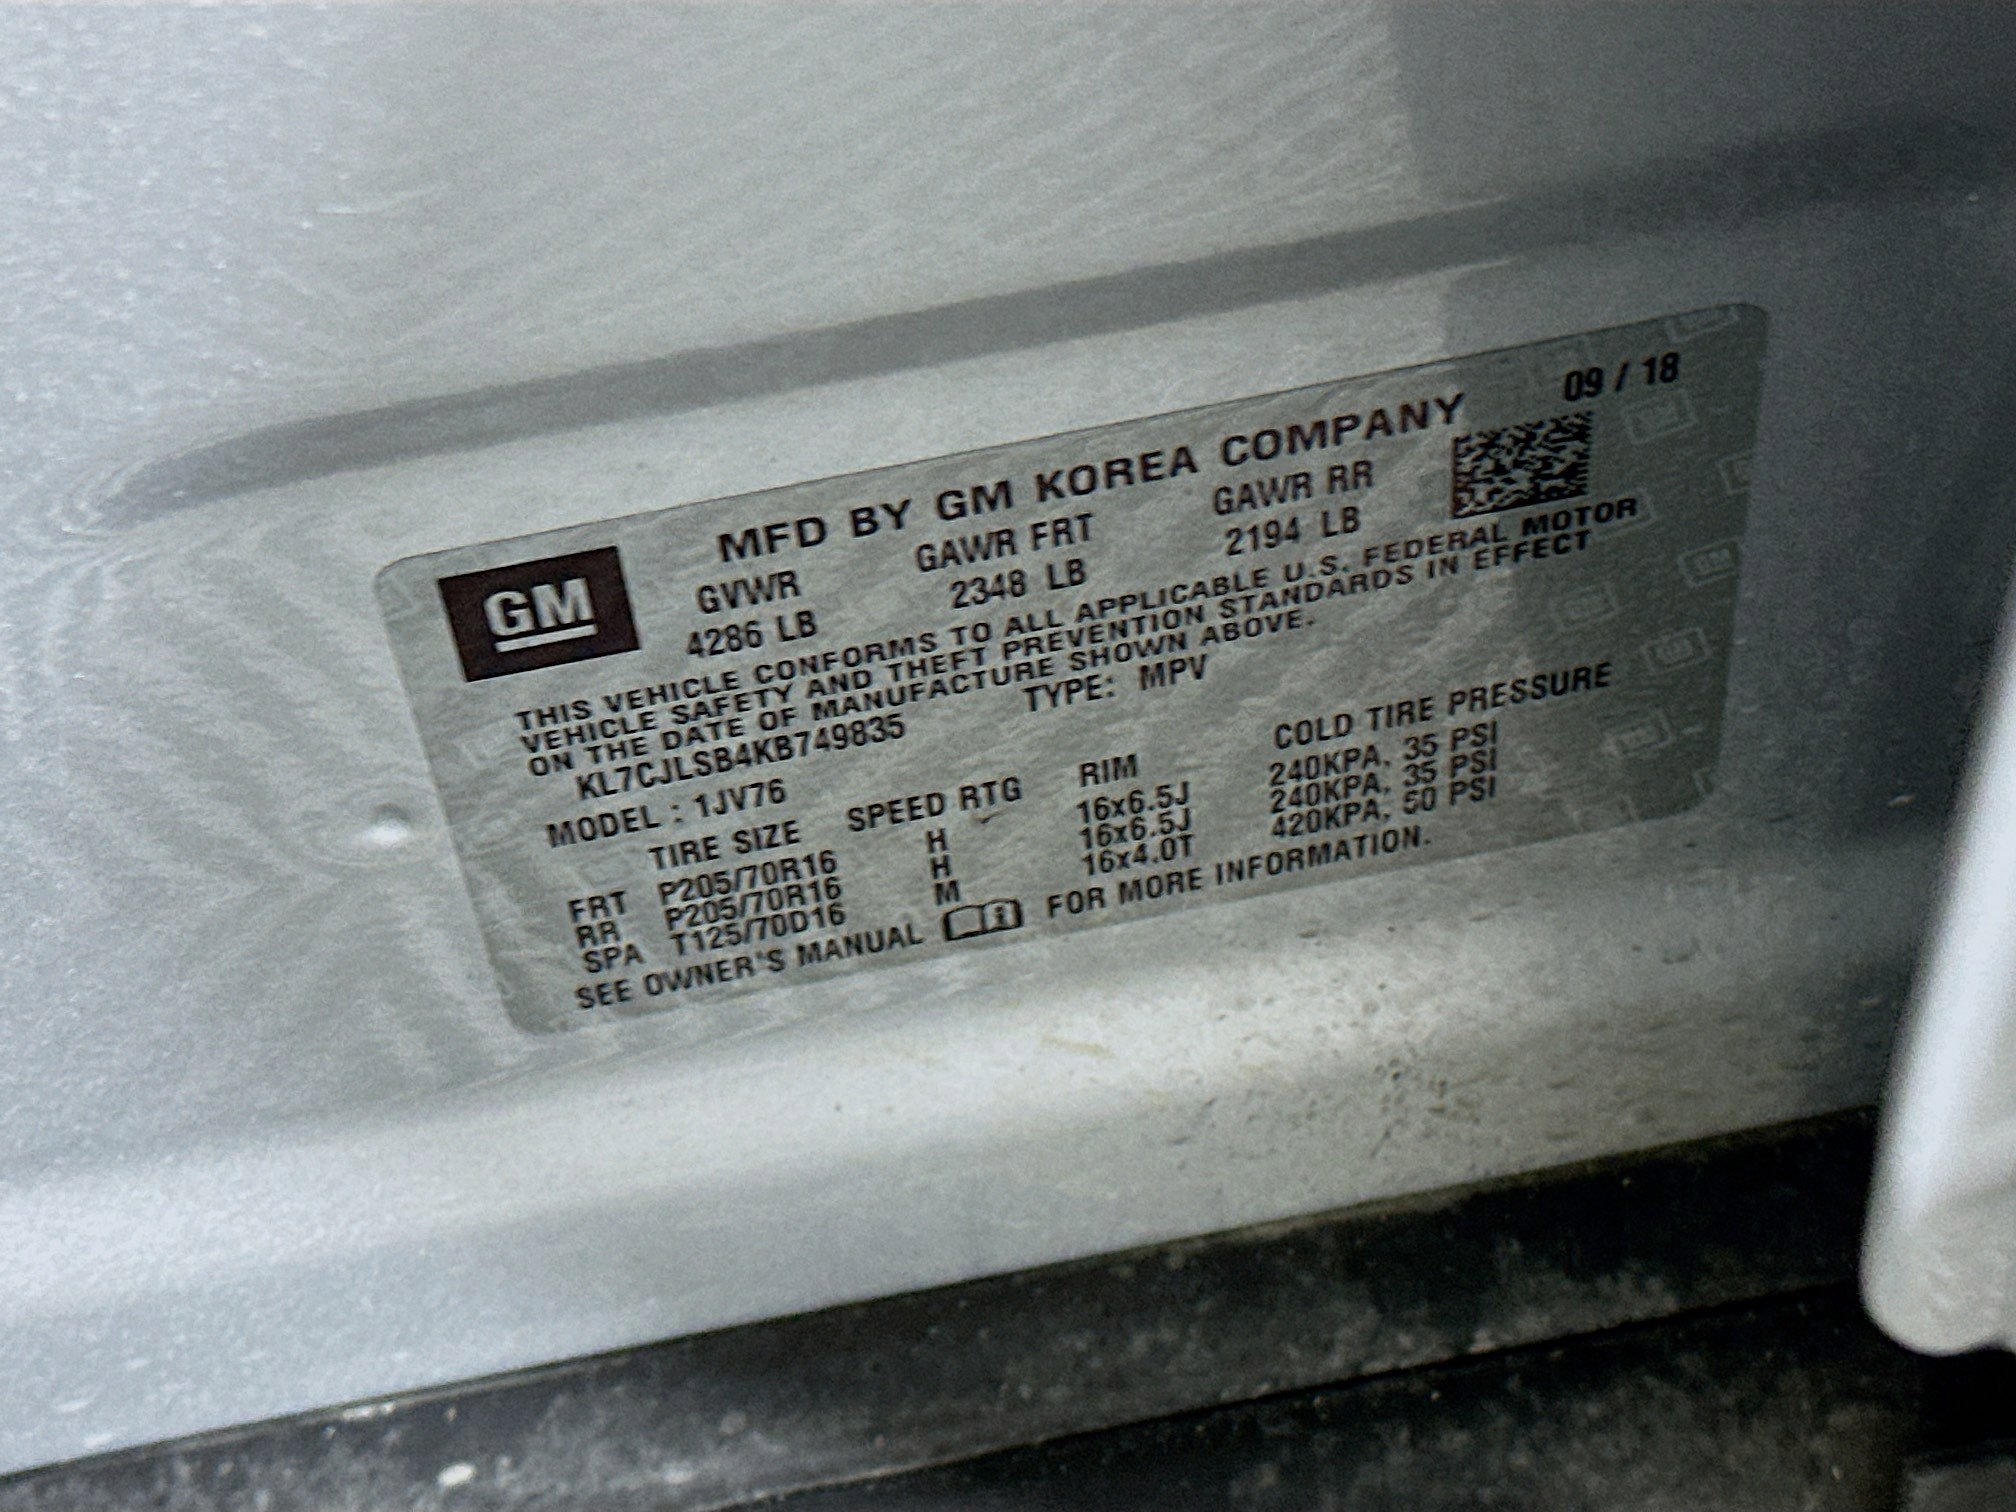 MFD BY GM KOREA COMPANY 09 / 18
GM
GVWR GAWR FRT GAWR RR
4286 LB 2348 LB 2194 LB
THIS VEHICLE CONFORMS TO ALL APPLICABLE U.S. FEDERAL MOTOR
VEHICLE SAFETY AND THEFT PREVENTION STANDARDS IN EFFECT
ON THE DATE OF MANUFACTURE SHOWN ABOVE.
KL7CJLSB4KB749835 TYPE: MPV
MODEL : 1JV76
TIRE SIZE SPEED RTG RIM COLD TIRE PRESSURE
FRT P205/70R16 H 16x6.5J 240KPA, 35 PSI
RR P205/70R16 H 16x6.5J 240KPA, 35 PSI
SPA T125/70D16 M 16x4.0T 420KPA, 60 PSI
SEE OWNER'S MANUAL FOR MORE INFORMATION.